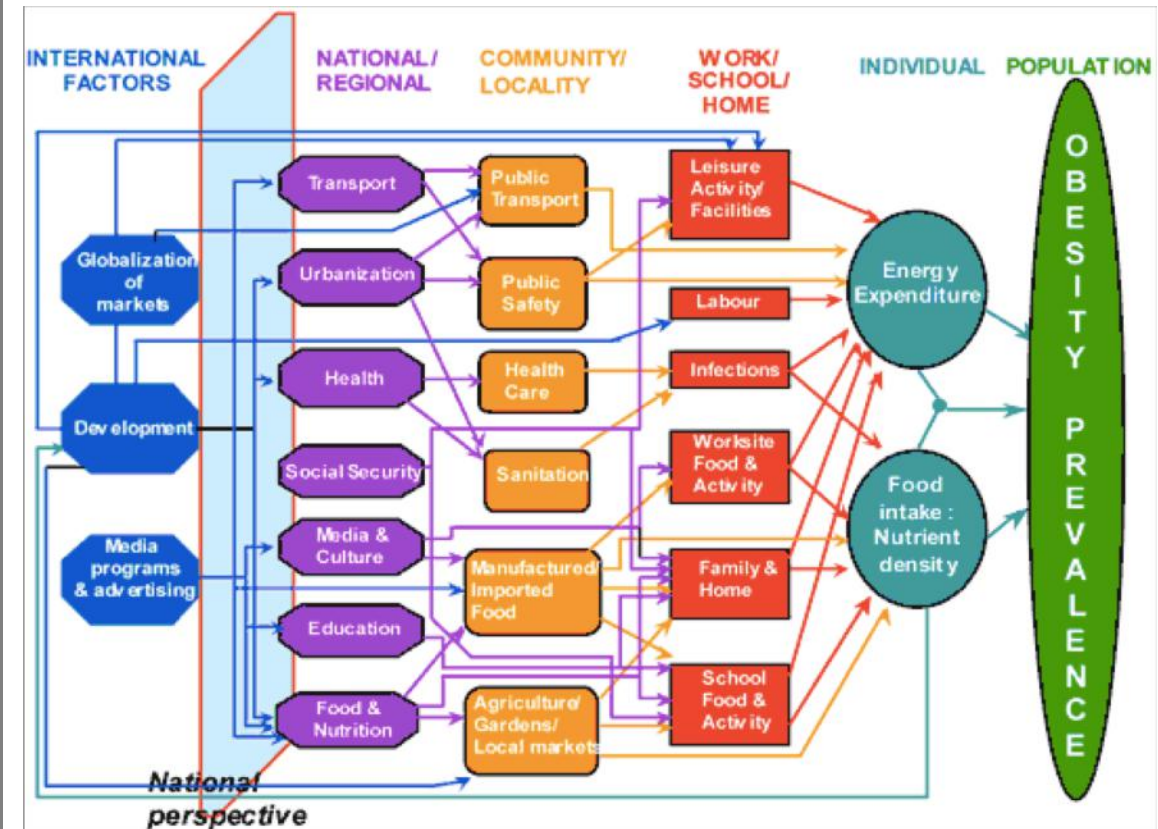 INTERNATIONAL
FACTORS
NATIONAL/
REGIONAL
COMMUNITY/
LOCALITY
WORK/
SCHOOL/
HOME
INDIVIDUAL
POPULATION
Globalization
of
markets
Development
Media
programs
& advertising
Transport
Urbanization
Health
Social Security
Media &
Culture
Education
Food &
Nutrition
Public
Transport
Public
Safety
Health
Care
Sanitation
Manufactured/
Imported
Food
Agriculture/
Gardens/
Local markets
Leisure
Activity/
Facilities
Labour
Infections
Worksite
Food &
Activity
Family &
Home
School
Food &
Activity
Energy
Expenditure
Food
intake :
Nutrient
density
OBESITY PREVALENCE
National
perspective